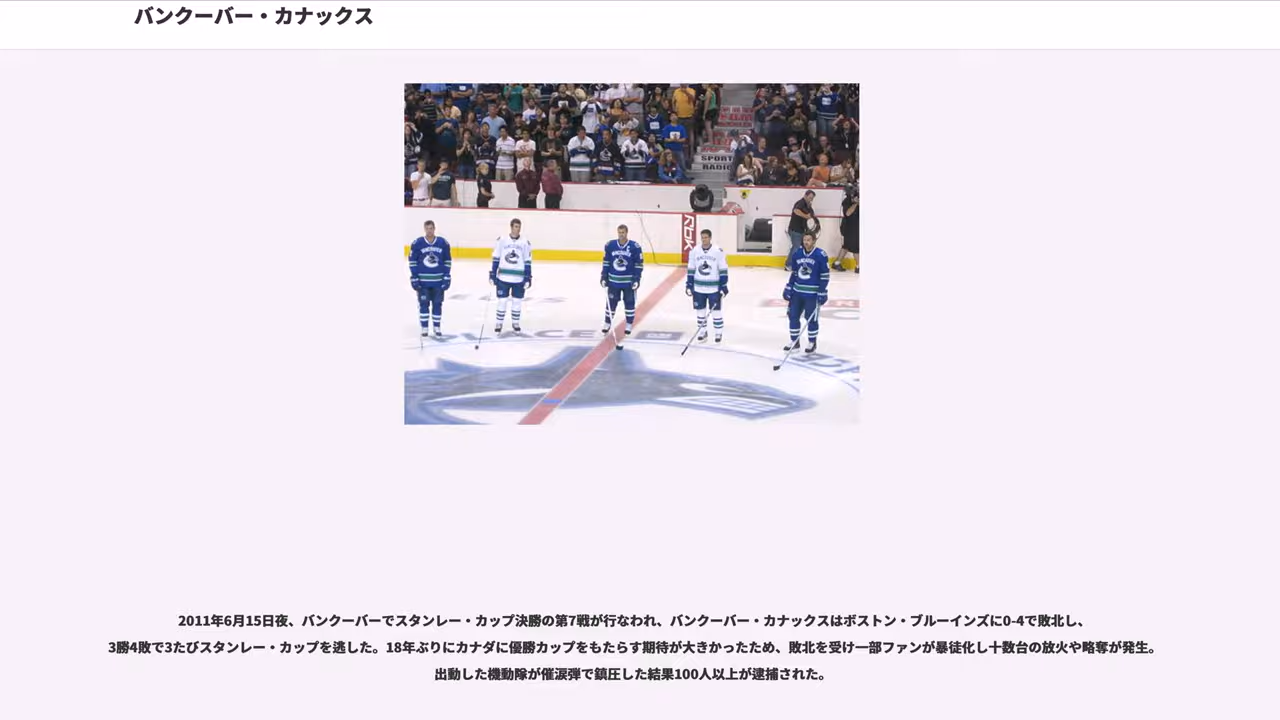 バンクーバー・カナックス
SPORT
RADIO
RbK
PLACE
2011年6月15日夜、バンクーバーでスタンレー・カップ決勝の第7戦が行なわれ、バンクーバー・カナックスはボストン・ブルーインズに0-4で敗北し、
3勝4敗で3たびスタンレー・カップを逃した。18年ぶりにカナダに優勝カップをもたらす期待が大きかったため、敗北を受け一部ファンが暴徒化し十数台の放火や略奪が発生。
出動した機動隊が催涙弾で鎮圧した結果100人以上が逮捕された。